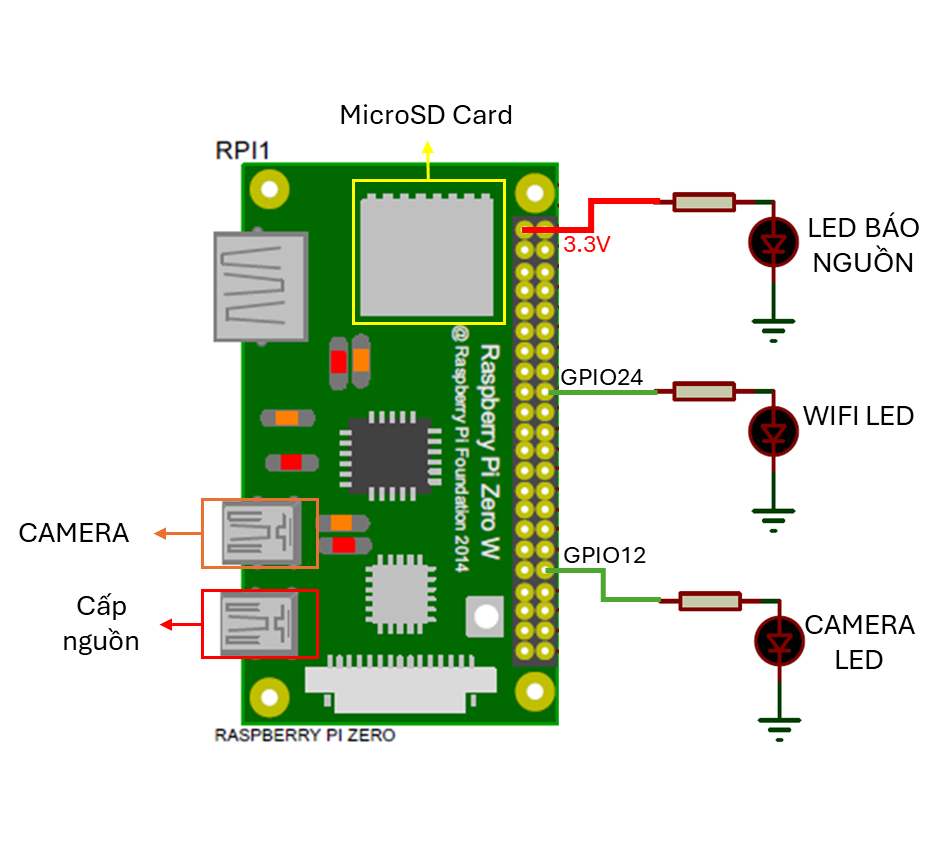 MicroSD Card
RPI1
LED BÁO
NGUỒN
3.3V
@ Raspberry Pi Foundation 2014
Raspberry Pi Zero W
GPIO24
WIFI LED
CAMERA
GPIO12
Cấp
nguồn
CAMERA
LED
RASPBERRY PI ZERO